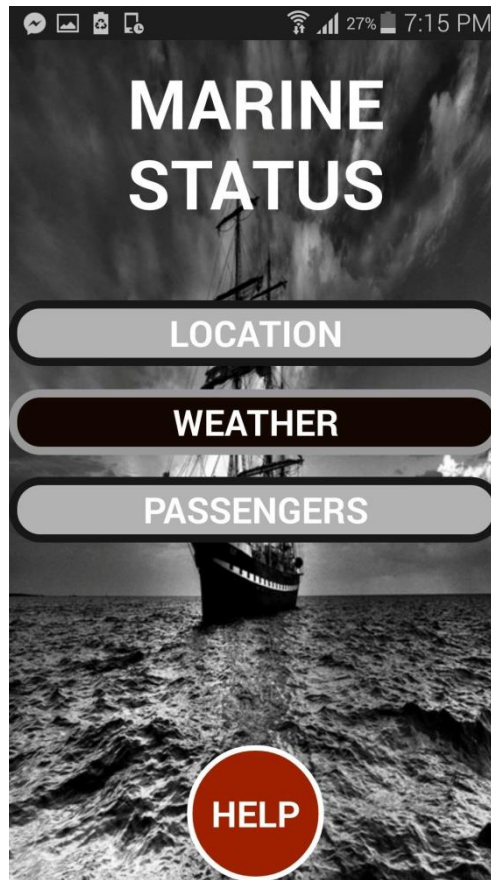 27% 7:15 PM
MARINE
STATUS
LOCATION
WEATHER
PASSENGERS
HELP